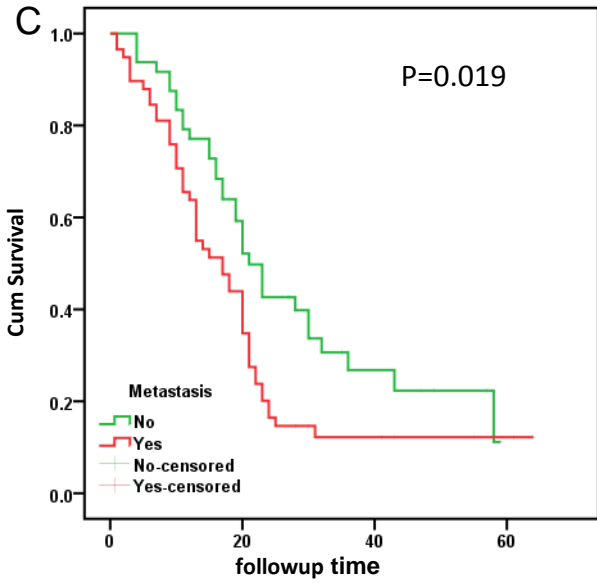 C
P=0.019
1.0
0.8
0.6
0.4
0.2
0.0
Cum Survival
Metastasis
No
Yes
No-censored
Yes-censored
0 20 40 60
followup time